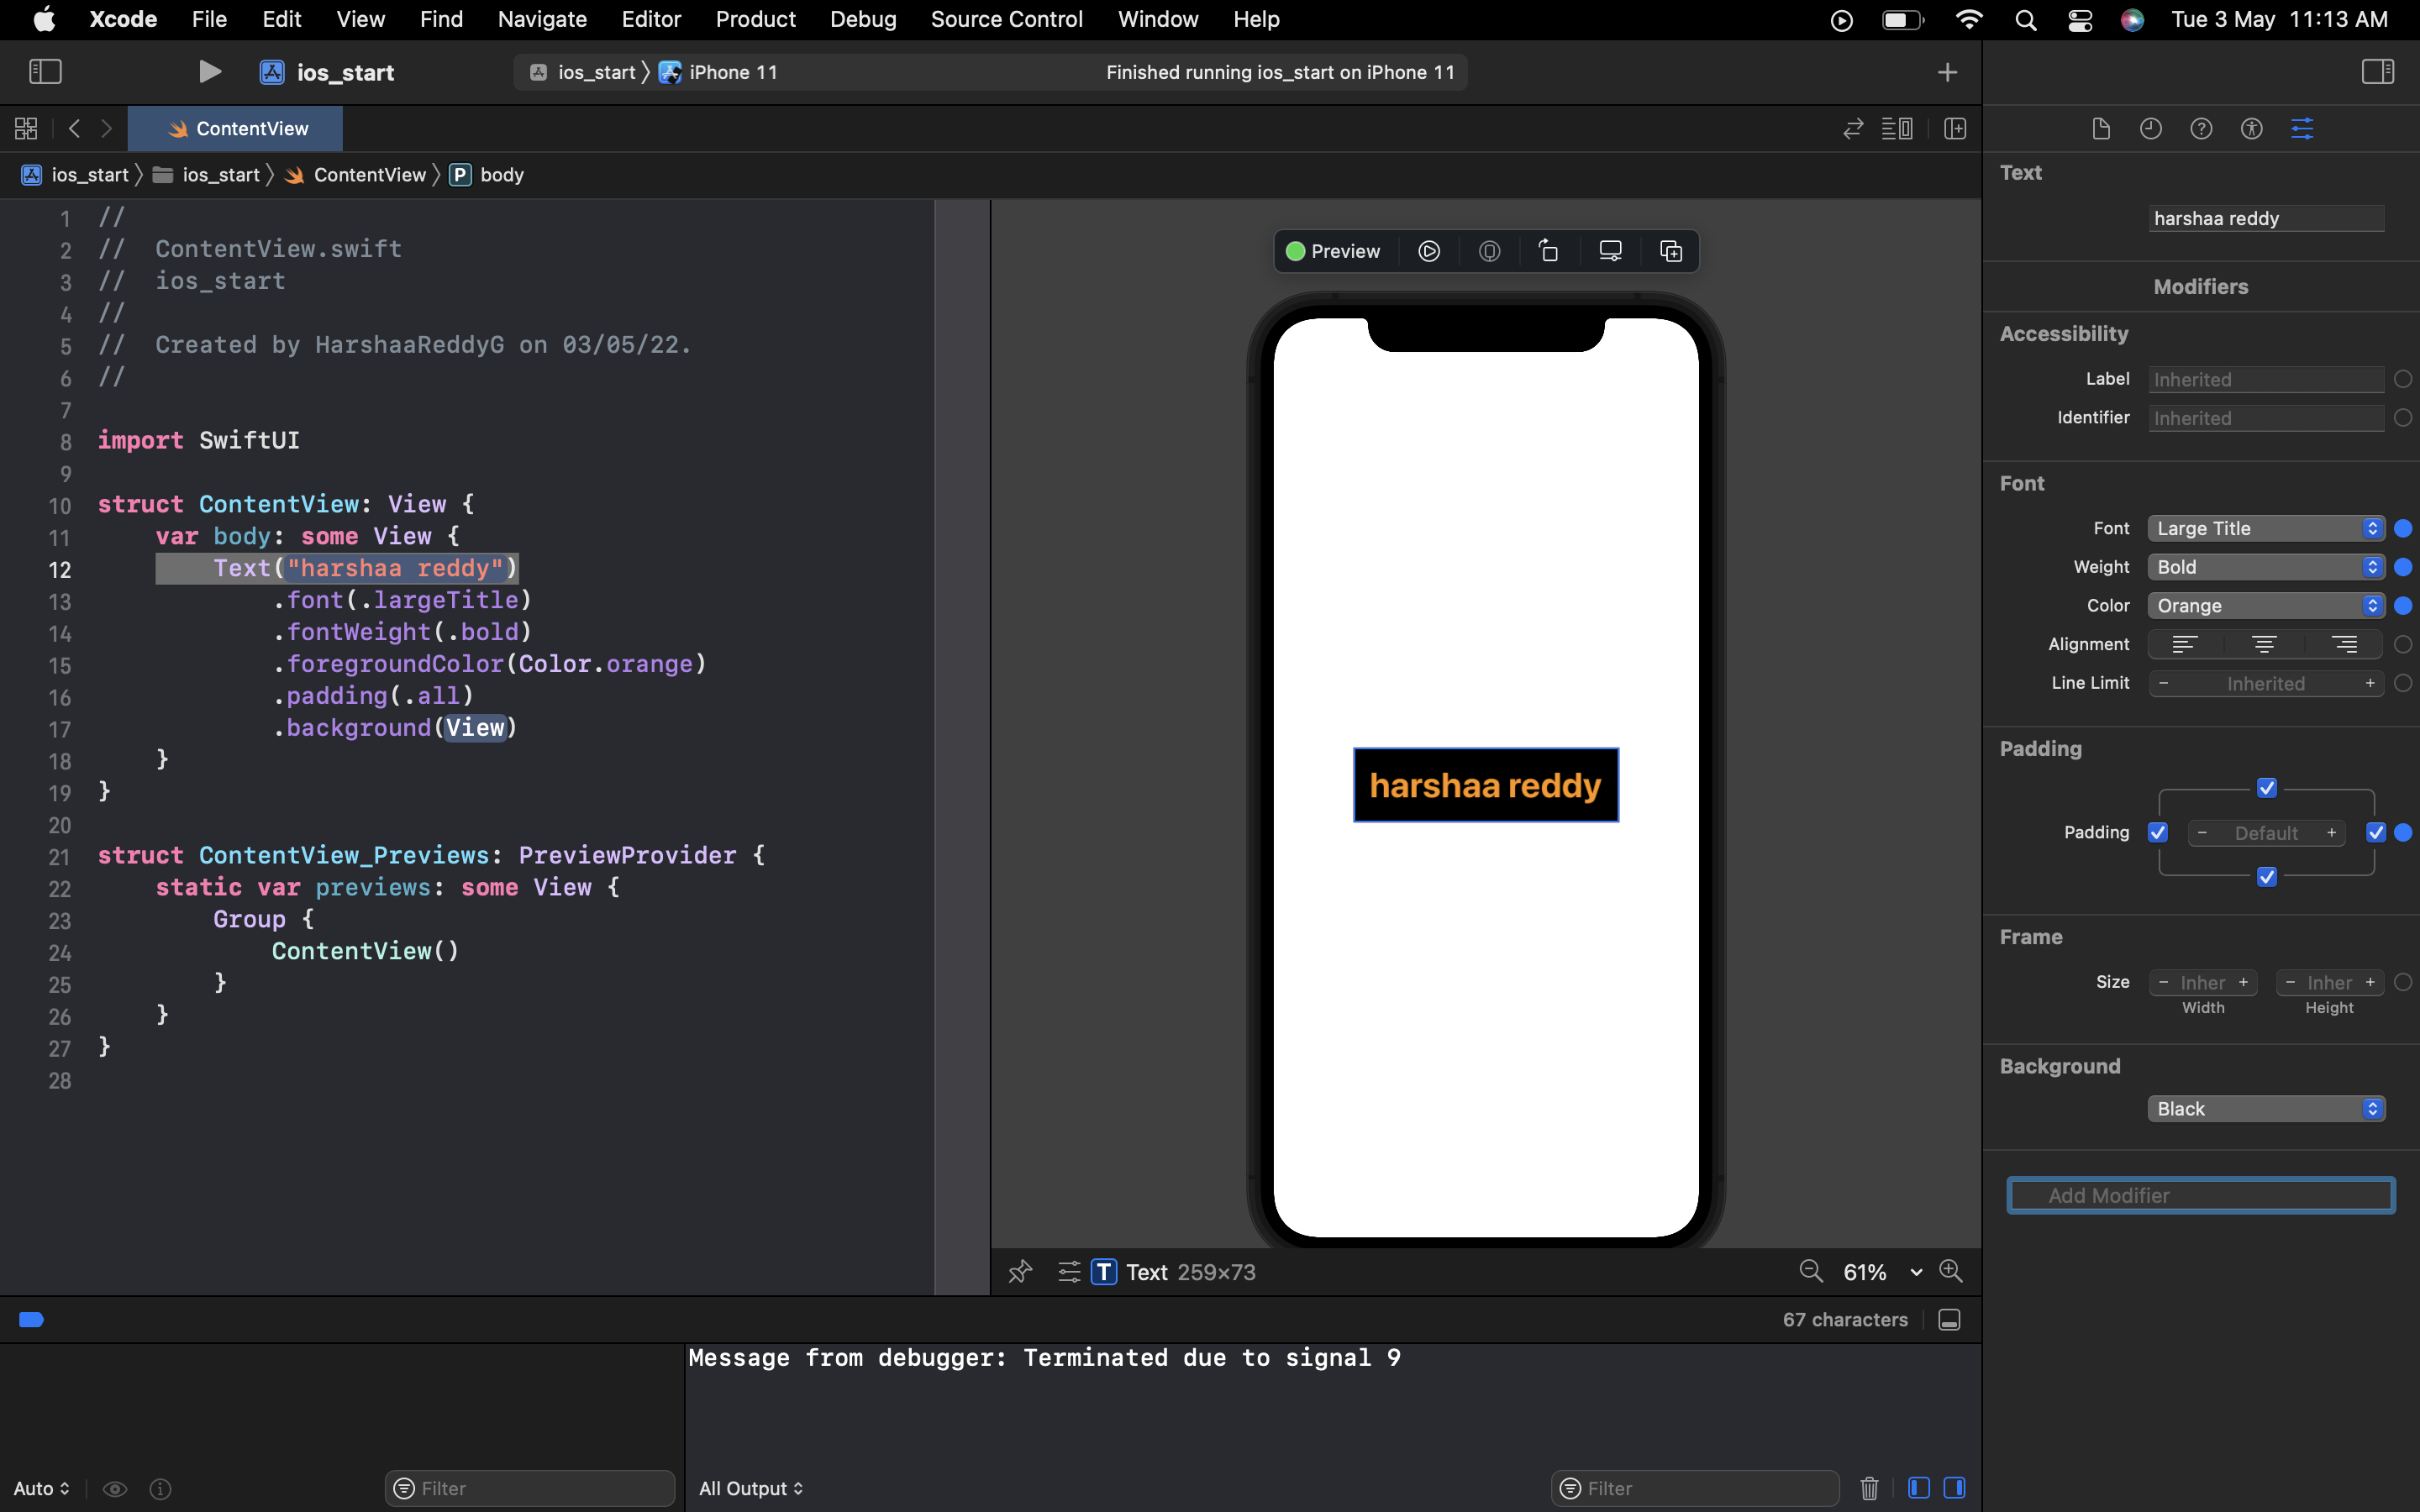 Xcode File Edit View Find Navigate Editor Product Debug Source Control Window Help Tue 3 May 11:13 AM
ios_start ios_start iPhone 11 Finished running ios_start on iPhone 11
ContentView
ios_start ios_start ContentView P body
1 //
2 //  ContentView.swift
3 //  ios_start
4 //
5 //  Created by HarshaaReddyG on 03/05/22.
6 //
7
8 import SwiftUI
9
10 struct ContentView: View {
11     var body: some View {
12         Text("harshaa reddy")
13             .font(.largeTitle)
14             .fontWeight(.bold)
15             .foregroundColor(Color.orange)
16             .padding(.all)
17             .background(View)
18     }
19 }
20
21 struct ContentView_Previews: PreviewProvider {
22     static var previews: some View {
23         Group {
24             ContentView()
25         }
26     }
27 }
28
Preview
harshaa reddy
T Text 259×73 61%
67 characters
Message from debugger: Terminated due to signal 9
Auto Filter All Output Filter
Text
harshaa reddy
Modifiers
Accessibility
Label Inherited
Identifier Inherited
Font
Font Large Title
Weight Bold
Color Orange
Alignment
Line Limit - Inherited +
Padding
Padding - Default +
Frame
Size - Inher + - Inher +
Width Height
Background
Black
Add Modifier